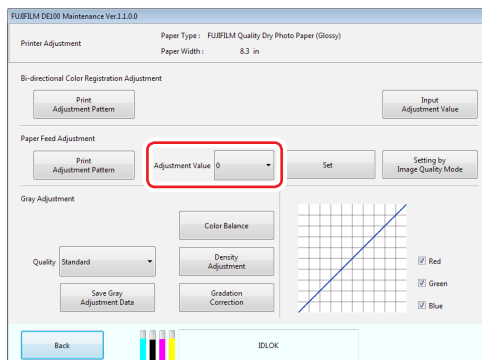 FUJIFILM DE100 Maintenance Ver.1.1.0.0
Printer Adjustment
Paper Type : FUJIFILM Quality Dry Photo Paper (Glossy)
Paper Width : 8.3 in
Bi-directional Color Registration Adjustment
Print
Adjustment Pattern
Input
Adjustment Value
Paper Feed Adjustment
Print
Adjustment Pattern
Adjustment Value 0
Set
Setting by
Image Quality Mode
Gray Adjustment
Color Balance
Quality Standard
Density
Adjustment
Save Gray
Adjustment Data
Gradation
Correction
Red
Green
Blue
Back
IDLOK